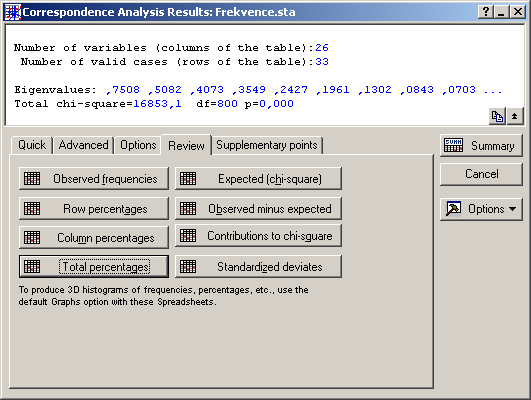 Correspondence Analysis Results: Frekvence.sta
Number of variables (columns of the table):26
Number of valid cases (rows of the table):33
Eigenvalues: ,7508 ,5082 ,4073 ,3549 ,2427 ,1961 ,1302 ,0843 ,0703 ...
Total chi-square=16853,1 df=800 p=0,000
Quick Advanced Options Review Supplementary points
Summary
Cancel
Options
Observed frequencies Expected (chi-square)
Row percentages Observed minus expected
Column percentages Contributions to chi-square
Total percentages Standardized deviates
To produce 3D histograms of frequencies, percentages, etc., use the
default Graphs option with these Spreadsheets.